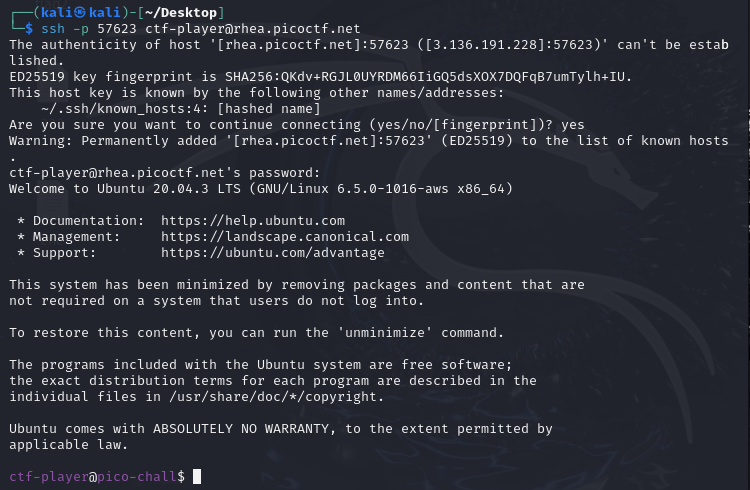 ┌──(kali㉿kali)-[~/Desktop]
└─$ ssh -p 57623 ctf-player@rhea.picoctf.net
The authenticity of host '[rhea.picoctf.net]:57623 ([3.136.191.228]:57623)' can't be estab
lished.
ED25519 key fingerprint is SHA256:QKdv+RGJL0UYRDM66IiGQ5dsXOX7DQFqB7umTylh+IU.
This host key is known by the following other names/addresses:
    ~/.ssh/known_hosts:4: [hashed name]
Are you sure you want to continue connecting (yes/no/[fingerprint])? yes
Warning: Permanently added '[rhea.picoctf.net]:57623' (ED25519) to the list of known hosts
.
ctf-player@rhea.picoctf.net's password:
Welcome to Ubuntu 20.04.3 LTS (GNU/Linux 6.5.0-1016-aws x86_64)

 * Documentation:  https://help.ubuntu.com
 * Management:     https://landscape.canonical.com
 * Support:        https://ubuntu.com/advantage

This system has been minimized by removing packages and content that are
not required on a system that users do not log into.

To restore this content, you can run the 'unminimize' command.

The programs included with the Ubuntu system are free software;
the exact distribution terms for each program are described in the
individual files in /usr/share/doc/*/copyright.

Ubuntu comes with ABSOLUTELY NO WARRANTY, to the extent permitted by
applicable law.

ctf-player@pico-chall$